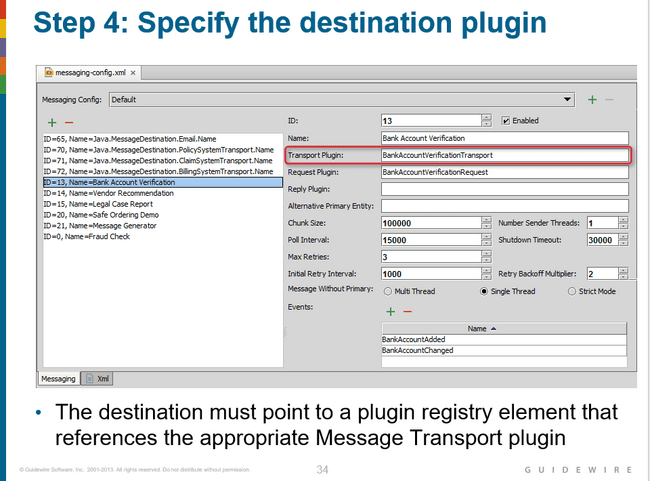 Step 4: Specify the destination plugin
messaging-config.xml ×
Messaging Config: Default
ID: 13 Enabled
Name: Bank Account Verification
Transport Plugin: BankAccountVerificationTransport
Request Plugin: BankAccountVerificationRequest
Reply Plugin:
Alternative Primary Entity:
Chunk Size: 100000 Number Sender Threads: 1
Poll Interval: 15000 Shutdown Timeout: 30000
Max Retries: 3
Initial Retry Interval: 1000 Retry Backoff Multiplier: 2
Message Without Primary: Multi Thread Single Thread Strict Mode
Events:
Name
BankAccountAdded
BankAccountChanged
ID=65, Name=Java.MessageDestination.Email.Name
ID=70, Name=Java.MessageDestination.PolicySystemTransport.Name
ID=71, Name=Java.MessageDestination.ClaimSystemTransport.Name
ID=72, Name=Java.MessageDestination.BillingSystemTransport.Name
ID=13, Name=Bank Account Verification
ID=14, Name=Vendor Recommendation
ID=15, Name=Legal Case Report
ID=20, Name=Safe Ordering Demo
ID=21, Name=Message Generator
ID=0, Name=Fraud Check
Messaging Xml
• The destination must point to a plugin registry element that
references the appropriate Message Transport plugin
© Guidewire Software, Inc. 2001-2013. All rights reserved. Do not distribute without permission.
34
GUIDEWIRE